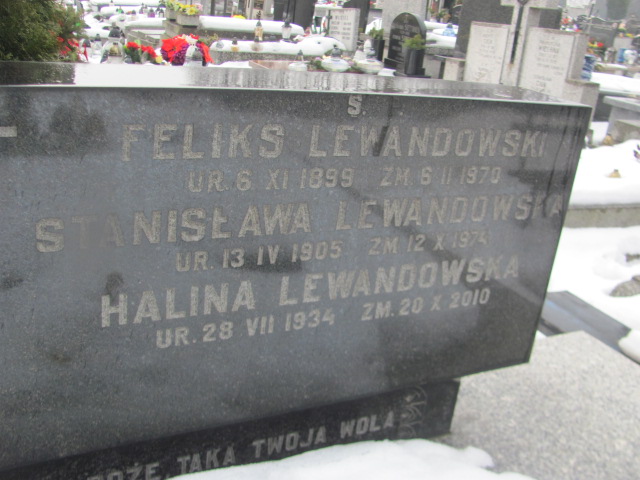 Ś.
FELIKS LEWANDOWSKI
UR. 6 XI 1899 ZM. 6 II 1970
STANISŁAWA LEWANDOWSKA
UR. 13 IV 1905 ZM. 12 X 1974
HALINA LEWANDOWSKA
UR. 28 VII 1934 ZM. 20 X 2010
BOŻE, TAKA TWOJA WOLA